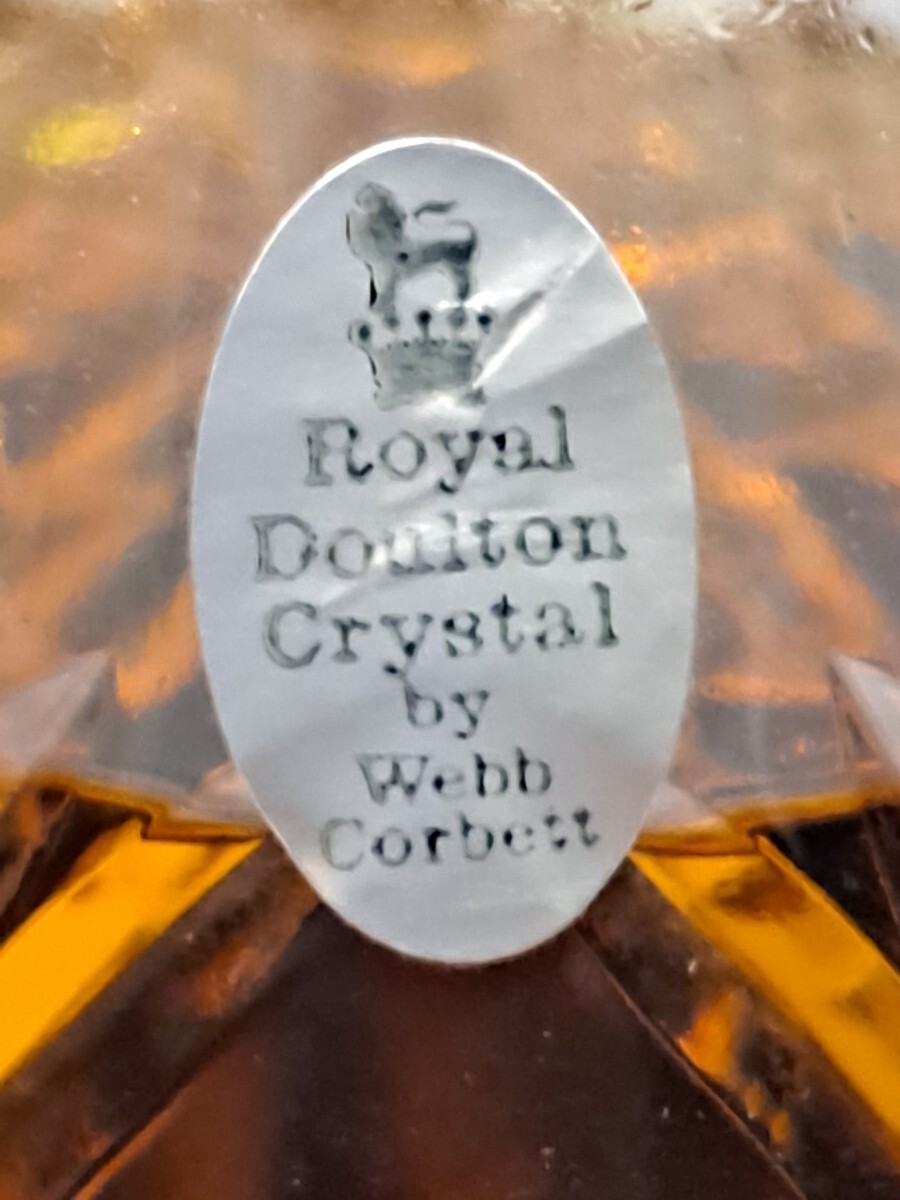 Royal
Doulton
Crystal
by
Webb
Corbett